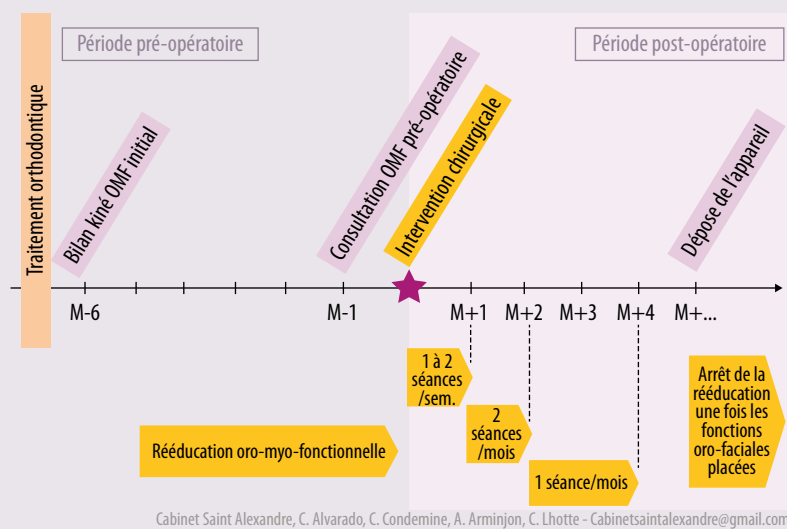 Période pré-opératoire
Période post-opératoire
Traitement orthodontique
Bilan kiné OMF initial
Consultation OMF pré-opératoire
Intervention chirurgicale
Dépose de l'appareil
M-6
M-1
M+1
M+2
M+3
M+4
M+...
1 à 2
séances
/sem.
2
séances
/mois
1 séance/mois
Rééducation oro-myo-fonctionnelle
Arrêt de la
rééducation
une fois les
fonctions
oro-faciales
placées
Cabinet Saint Alexandre, C. Alvarado, C. Condemine, A. Arminjon, C. Lhotte - Cabinetsaintalexandre@gmail.com